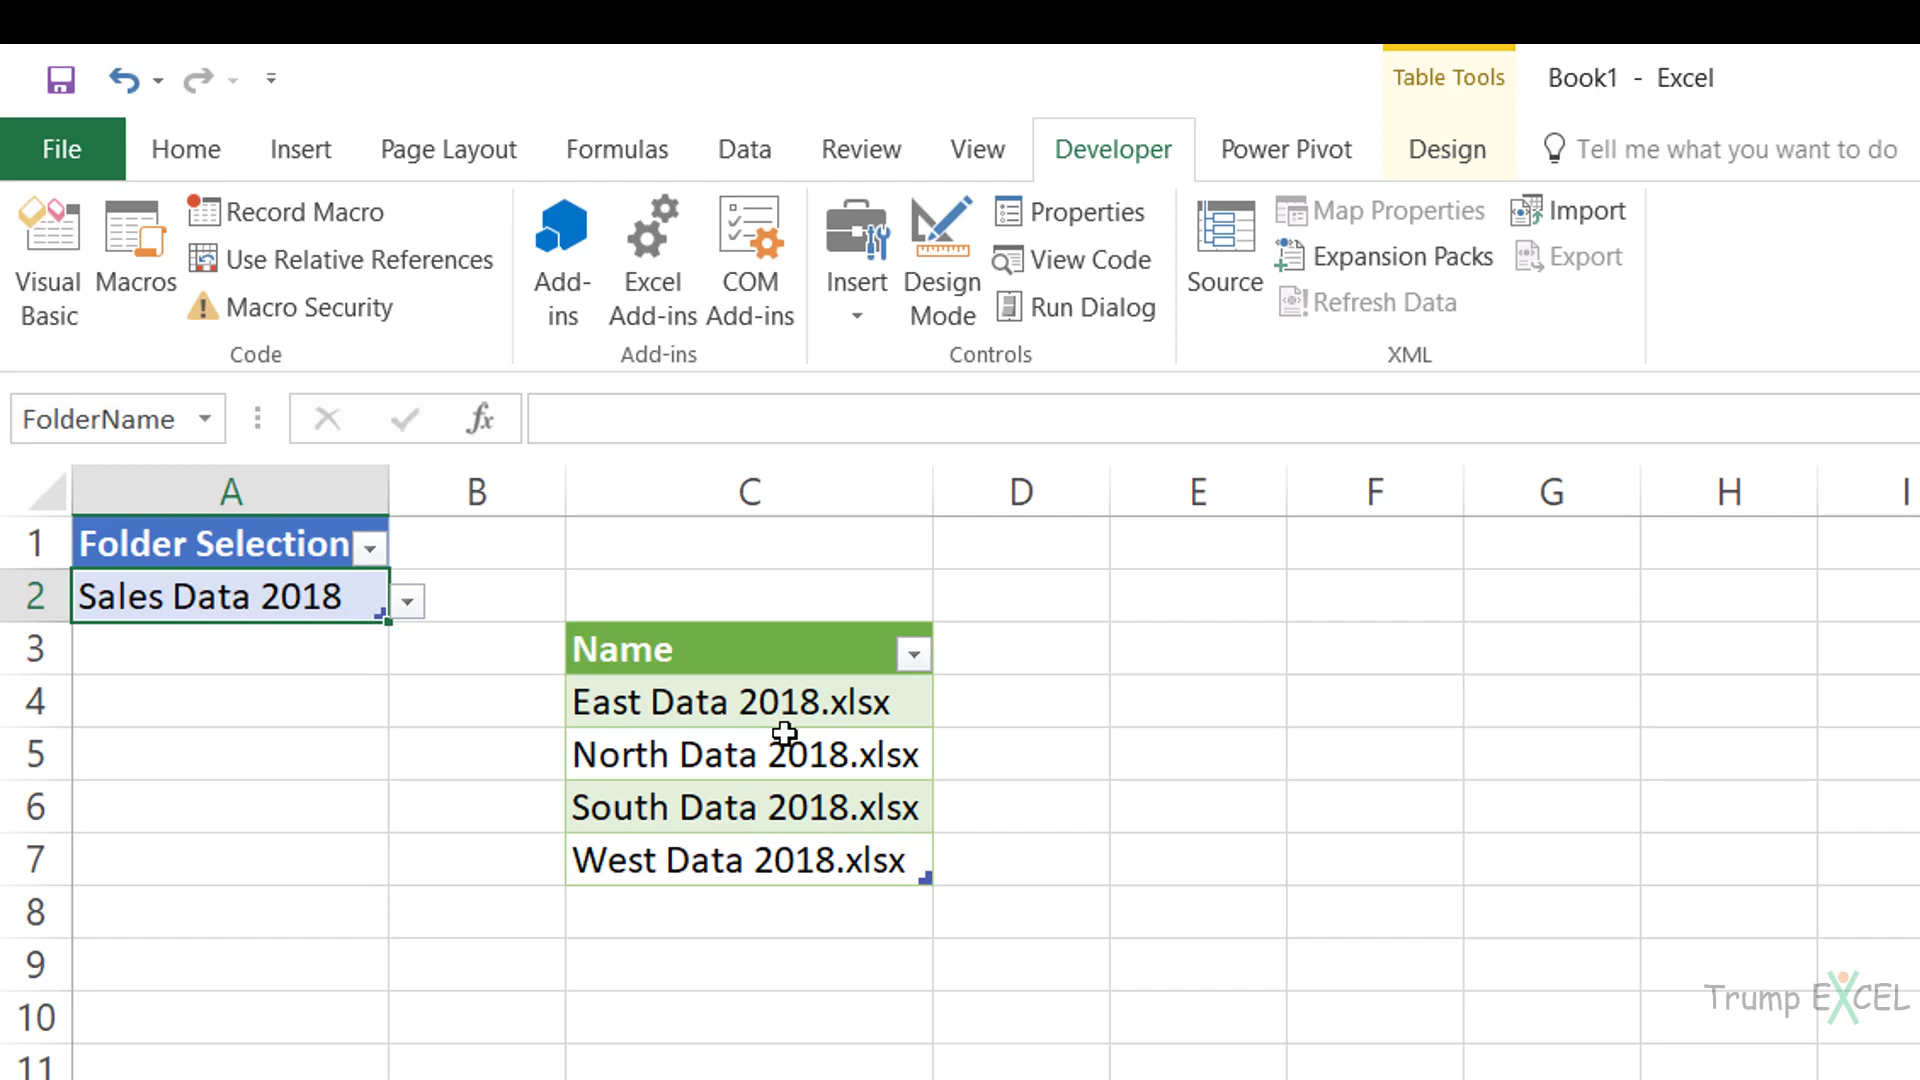 Table Tools
Book1 - Excel
File Home Insert Page Layout Formulas Data Review View Developer Power Pivot Design Tell me what you want to do
Visual Basic
Macros
Record Macro
Use Relative References
Macro Security
Code
Add-ins
Excel Add-ins
COM Add-ins
Add-ins
Insert
Design Mode
Properties
View Code
Run Dialog
Controls
Source
Map Properties
Expansion Packs
Refresh Data
Import
Export
XML
FolderName
fx
A B C D E F G H I
1 Folder Selection
2 Sales Data 2018
3 Name
4 East Data 2018.xlsx
5 North Data 2018.xlsx
6 South Data 2018.xlsx
7 West Data 2018.xlsx
8
9
10
11
Trump EXCEL